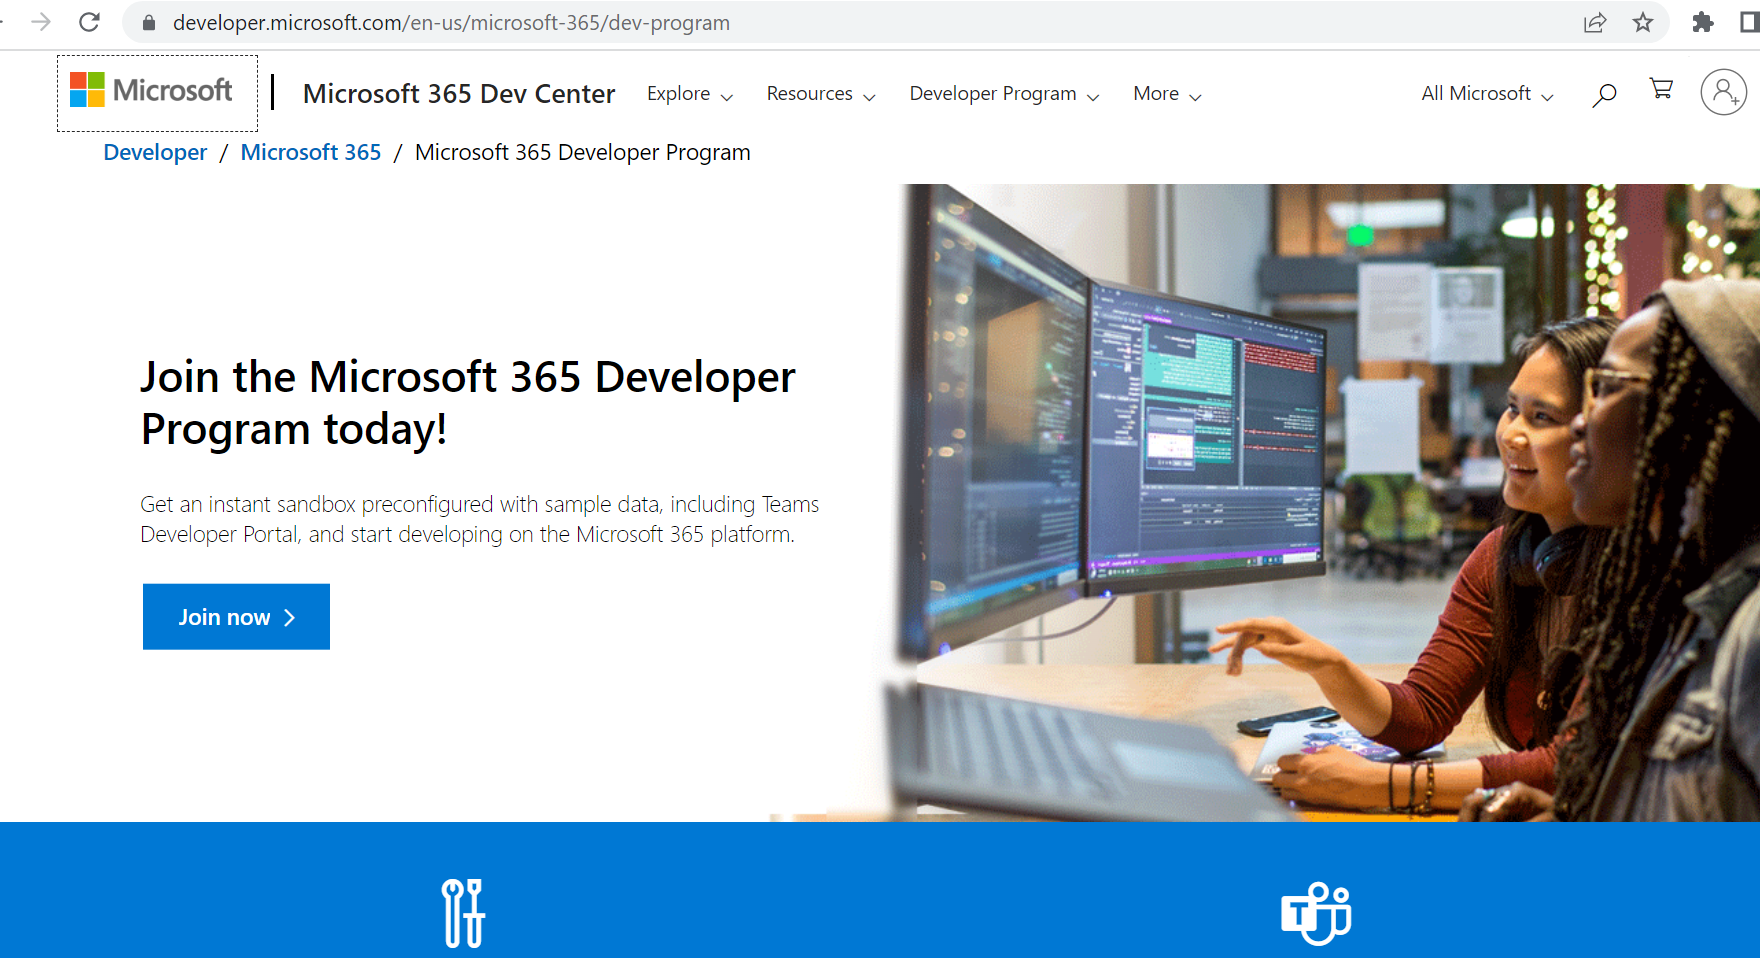 developer.microsoft.com/en-us/microsoft-365/dev-program
Microsoft
Microsoft 365 Dev Center
Explore
Resources
Developer Program
More
All Microsoft
Developer / Microsoft 365 / Microsoft 365 Developer Program
Join the Microsoft 365 Developer
Program today!
Get an instant sandbox preconfigured with sample data, including Teams
Developer Portal, and start developing on the Microsoft 365 platform.
Join now
T